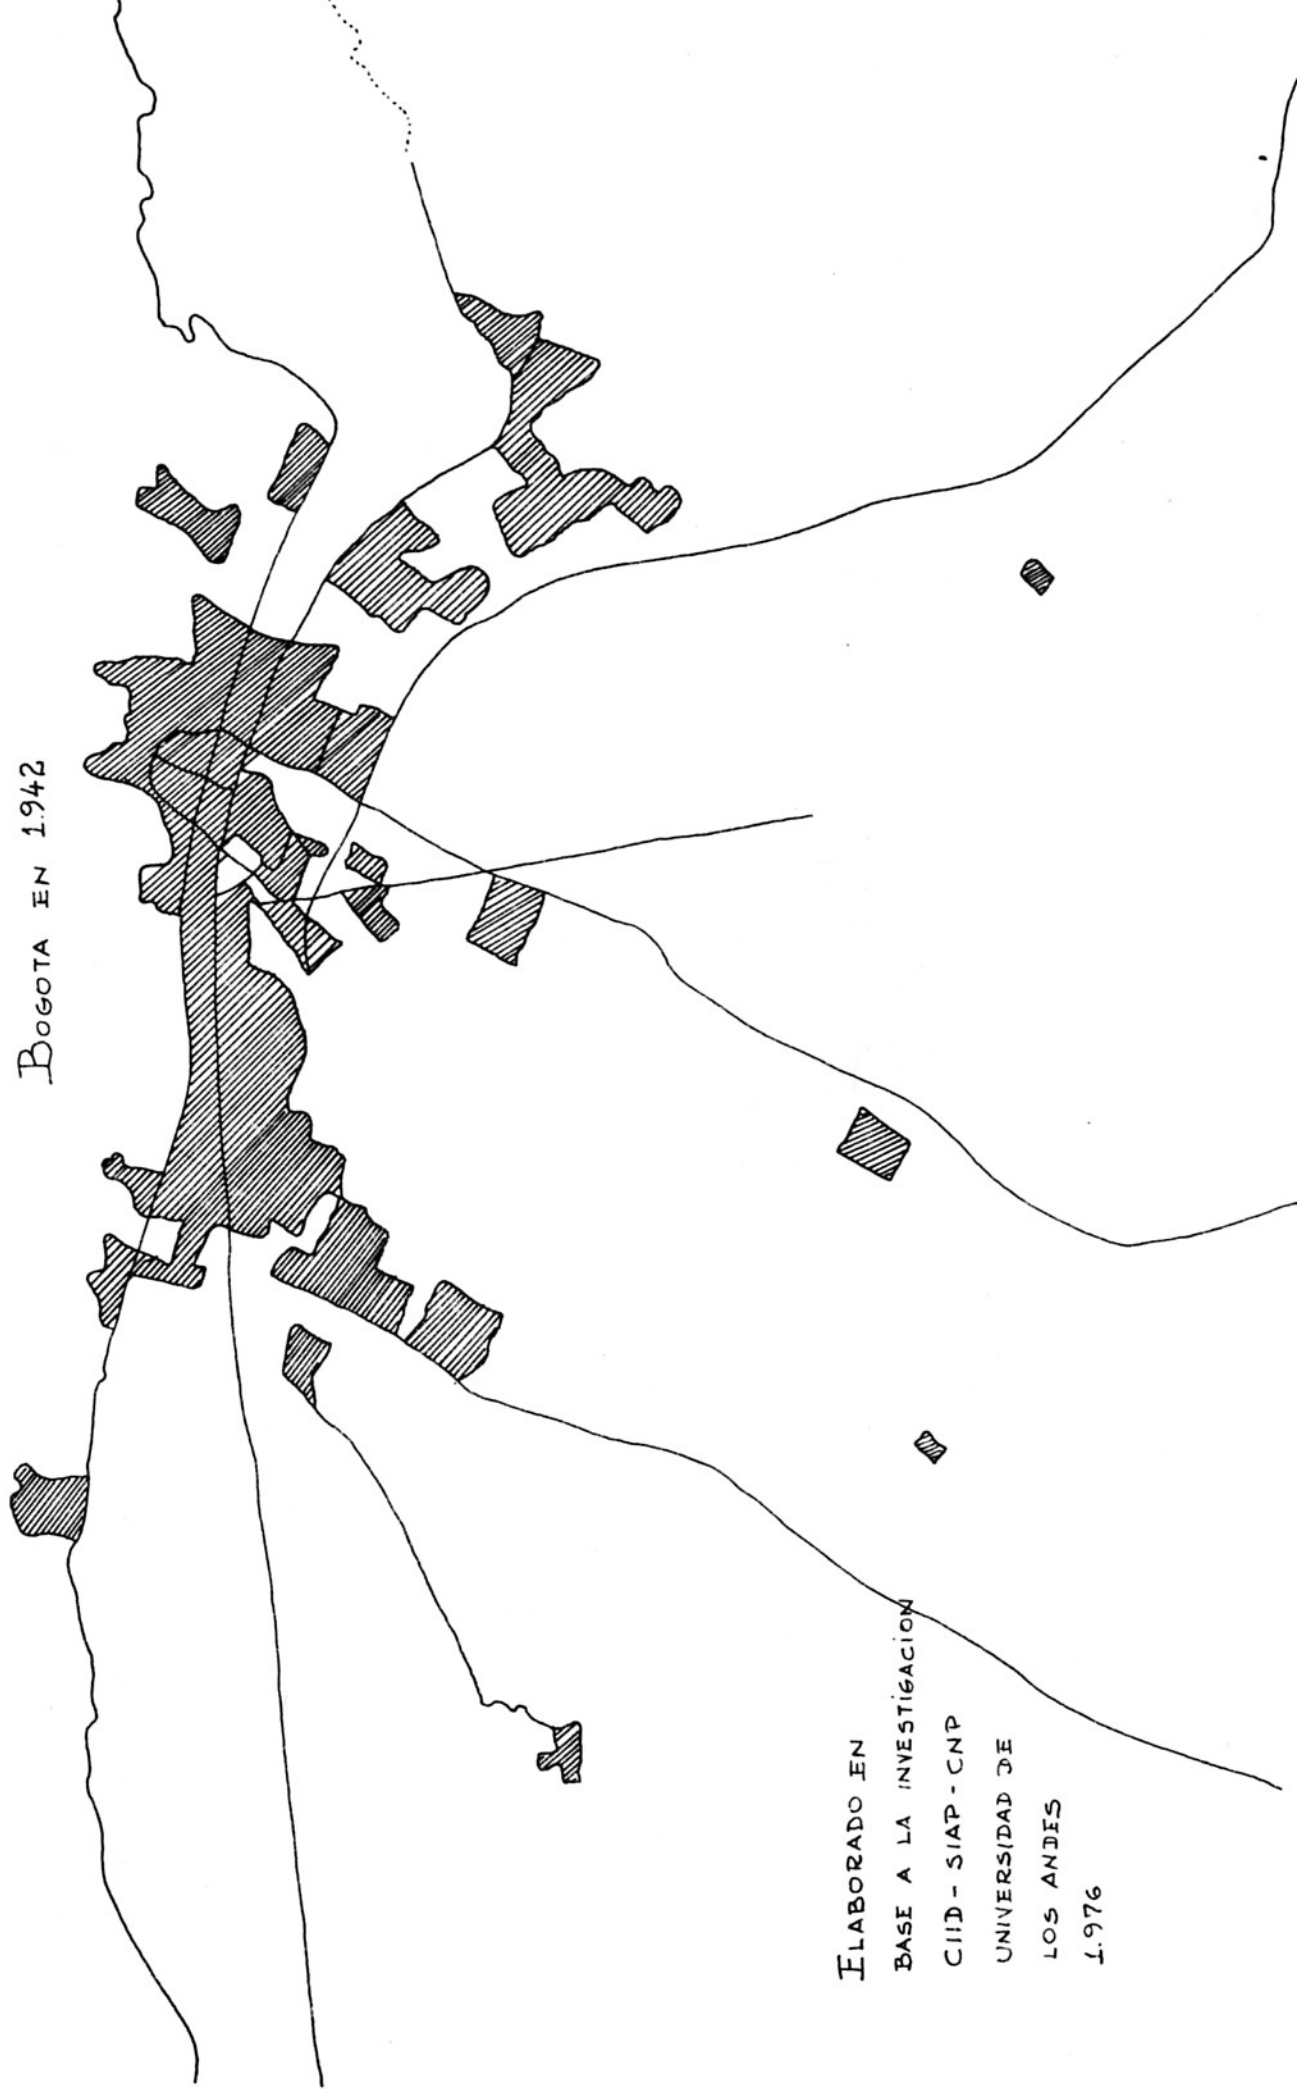 BOGOTA EN 1.942
ELABORADO EN
BASE A LA INVESTIGACION
CIID - SIAP - CNP
UNIVERSIDAD DE
LOS ANDES
1.976